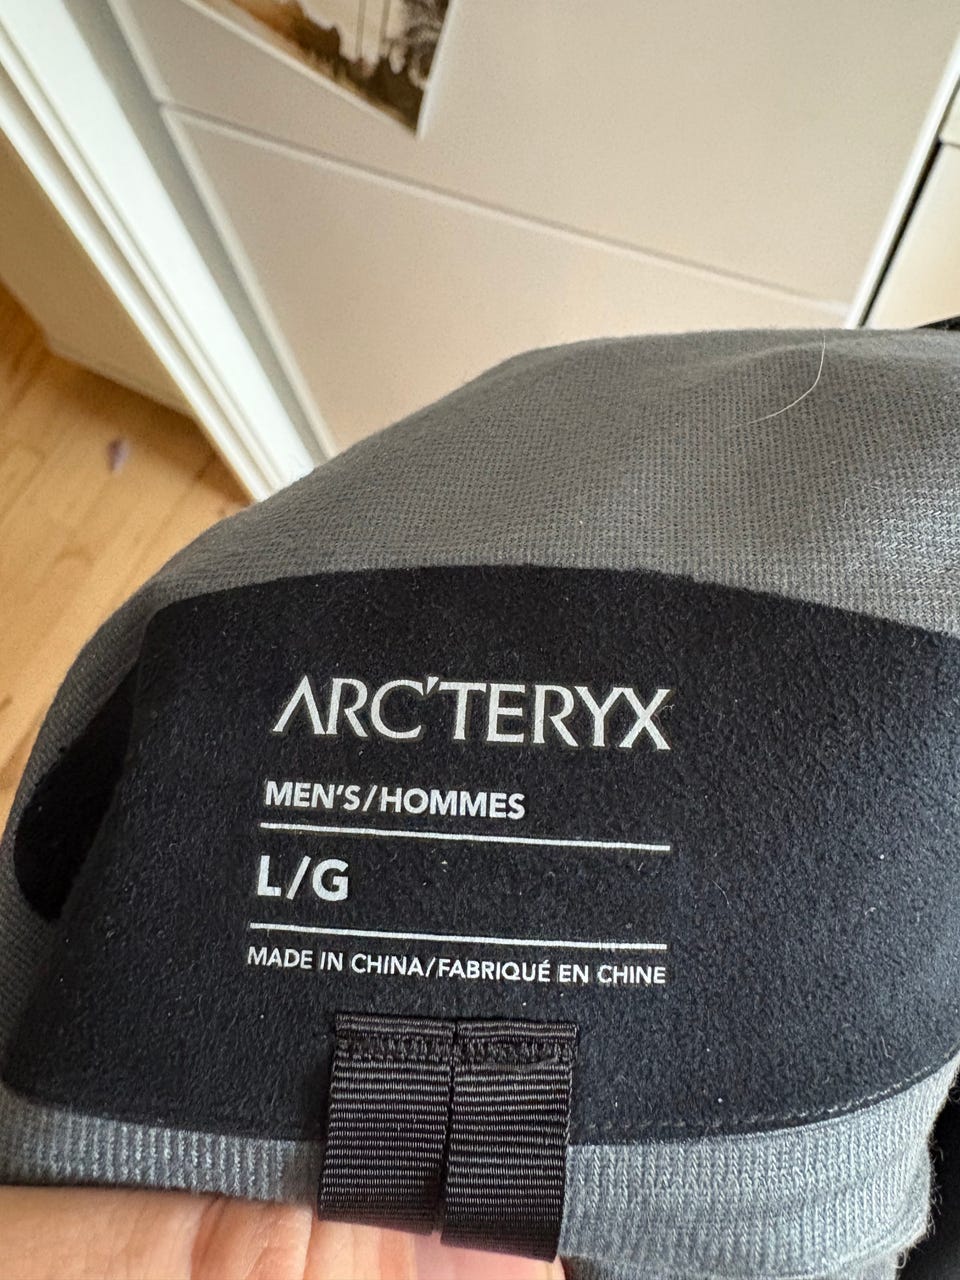 ARC'TERYX
MEN'S/HOMMES
L/G
MADE IN CHINA/FABRIQUÉ EN CHINE